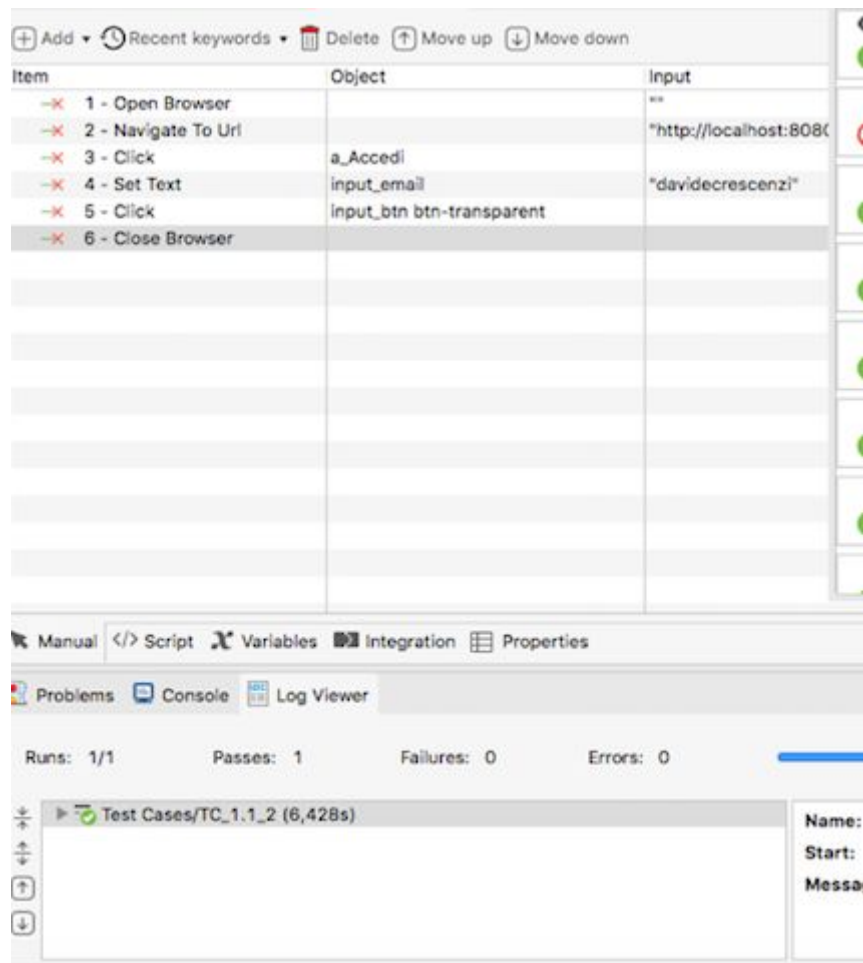 Add Recent keywords Delete Move up Move down
Item Object Input
1 - Open Browser ""
2 - Navigate To Url "http://localhost:8080
3 - Click a_Accedi
4 - Set Text input_email "davidecrescenzi"
5 - Click input_btn btn-transparent
6 - Close Browser
Manual </> Script X Variables Integration Properties
Problems Console Log Viewer
Runs: 1/1 Passes: 1 Failures: 0 Errors: 0
Test Cases/TC_1.1_2 (6,428s)
Name:
Start:
Messa